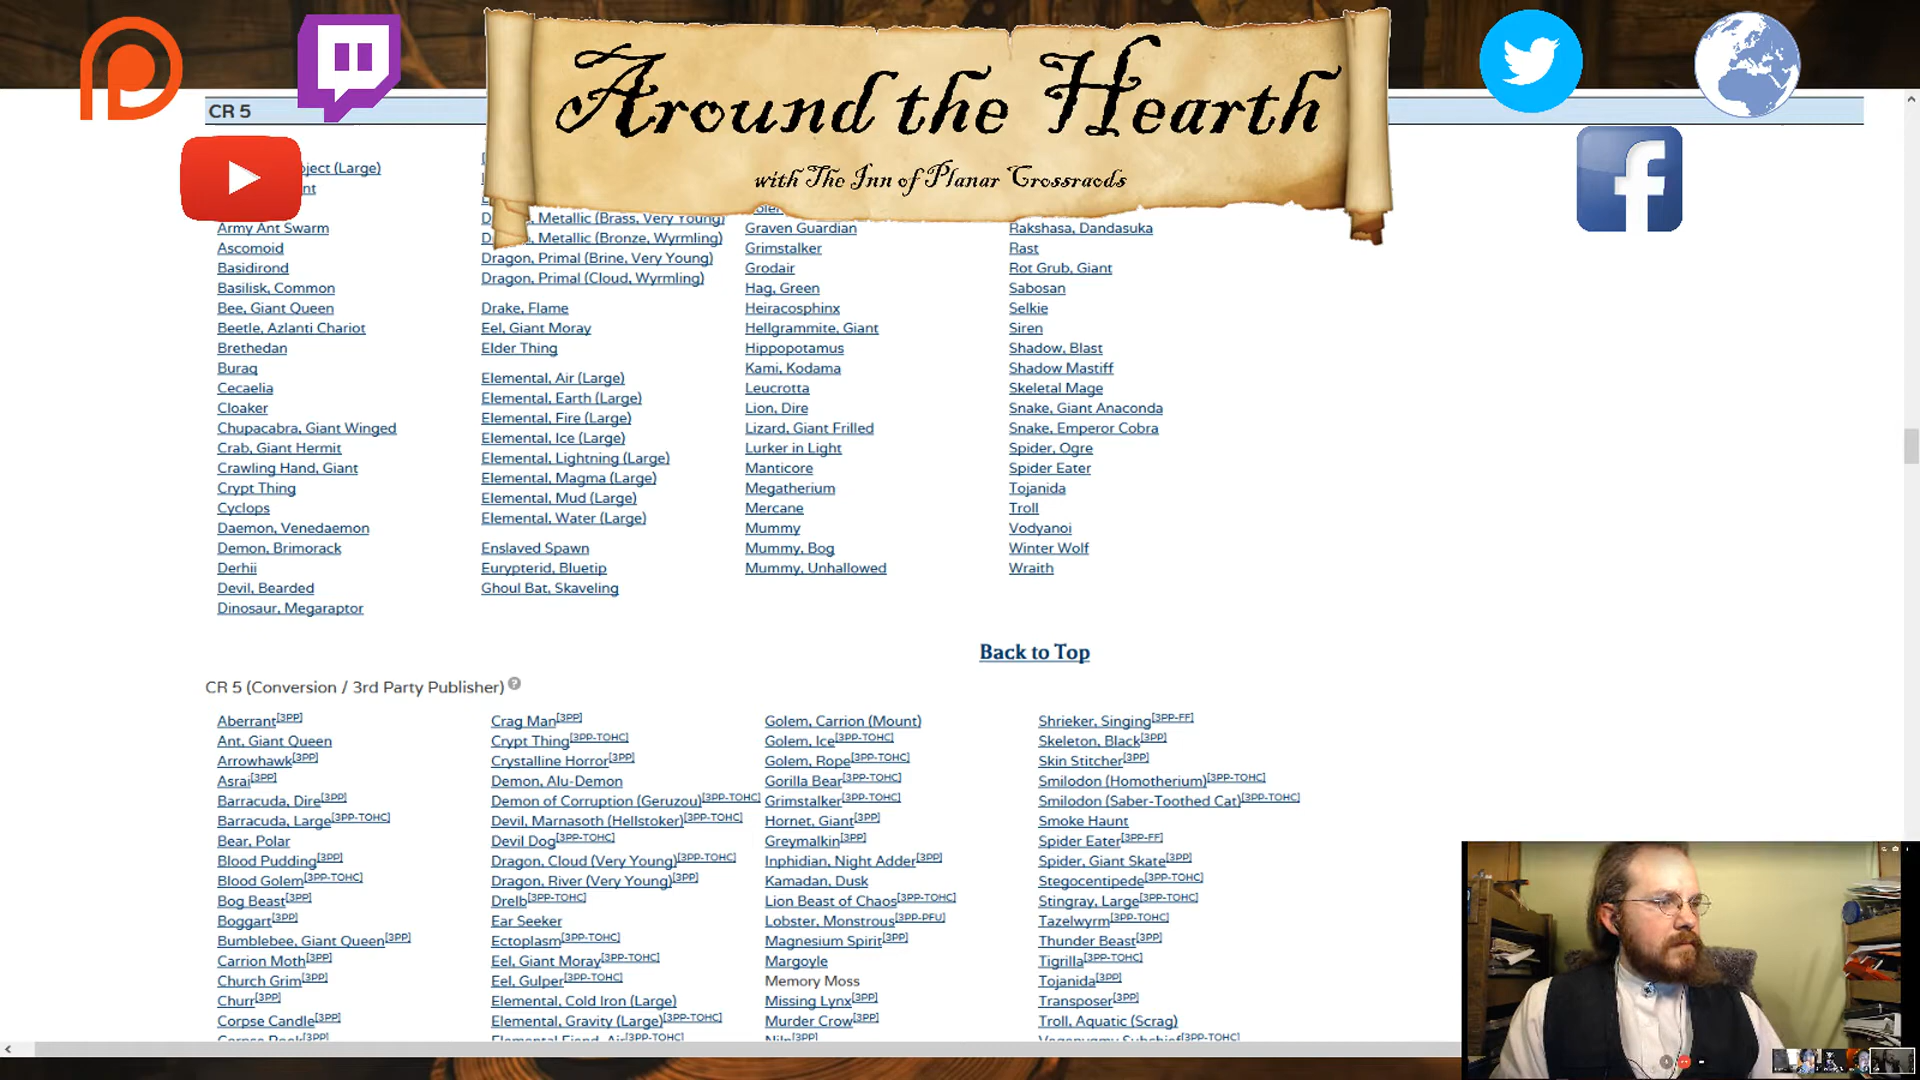 Around the Hearth
with The Inn of Planar Crossraods
CR 5
ject (Large)
nt
Army Ant Swarm
Ascomoid
Basidirond
Basilisk, Common
Bee, Giant Queen
Beetle, Azlanti Chariot
Brethedan
Buraq
Cecaelia
Cloaker
Chupacabra, Giant Winged
Crab, Giant Hermit
Crawling Hand, Giant
Crypt Thing
Cyclops
Daemon, Venedaemon
Demon, Brimorack
Derhii
Devil, Bearded
Dinosaur, Megaraptor
, Metallic (Brass, Very Young)
, Metallic (Bronze, Wyrmling)
Dragon, Primal (Brine, Very Young)
Dragon, Primal (Cloud, Wyrmling)
Drake, Flame
Eel, Giant Moray
Elder Thing
Elemental, Air (Large)
Elemental, Earth (Large)
Elemental, Fire (Large)
Elemental, Ice (Large)
Elemental, Lightning (Large)
Elemental, Magma (Large)
Elemental, Mud (Large)
Elemental, Water (Large)
Enslaved Spawn
Eurypterid, Bluetip
Ghoul Bat, Skaveling
Graven Guardian
Grimstalker
Grodair
Hag, Green
Heiracosphinx
Hellgrammite, Giant
Hippopotamus
Kami, Kodama
Leucrotta
Lion, Dire
Lizard, Giant Frilled
Lurker in Light
Manticore
Megatherium
Mercane
Mummy
Mummy, Bog
Mummy, Unhallowed
Rakshasa, Dandasuka
Rast
Rot Grub, Giant
Sabosan
Selkie
Siren
Shadow, Blast
Shadow Mastiff
Skeletal Mage
Snake, Giant Anaconda
Snake, Emperor Cobra
Spider, Ogre
Spider Eater
Tojanida
Troll
Vodyanoi
Winter Wolf
Wraith
Back to Top
CR 5 (Conversion / 3rd Party Publisher) ?
Aberrant[3PP]
Ant, Giant Queen
Arrowhawk[3PP]
Asrai[3PP]
Barracuda, Dire[3PP]
Barracuda, Large[3PP-TOHC]
Bear, Polar
Blood Pudding[3PP]
Blood Golem[3PP-TOHC]
Bog Beast[3PP]
Boggart[3PP]
Bumblebee, Giant Queen[3PP]
Carrion Moth[3PP]
Church Grim[3PP]
Churr[3PP]
Corpse Candle[3PP]
Crag Man[3PP]
Crypt Thing[3PP-TOHC]
Crystalline Horror[3PP]
Demon, Alu-Demon
Demon of Corruption (Geruzou)[3PP-TOHC]
Devil, Marnasoth (Hellstoker)[3PP-TOHC]
Devil Dog[3PP-TOHC]
Dragon, Cloud (Very Young)[3PP-TOHC]
Dragon, River (Very Young)[3PP]
Drelb[3PP-TOHC]
Ear Seeker
Ectoplasm[3PP-TOHC]
Eel, Giant Moray[3PP-TOHC]
Eel, Gulper[3PP-TOHC]
Elemental, Cold Iron (Large)
Elemental, Gravity (Large)[3PP-TOHC]
Golem, Carrion (Mount)
Golem, Ice[3PP-TOHC]
Golem, Rope[3PP-TOHC]
Gorilla Bear[3PP-TOHC]
Grimstalker[3PP-TOHC]
Hornet, Giant[3PP]
Greymalkin[3PP]
Inphidian, Night Adder[3PP]
Kamadan, Dusk
Lion Beast of Chaos[3PP-TOHC]
Lobster, Monstrous[3PP-PFU]
Magnesium Spirit[3PP]
Margoyle
Memory Moss
Missing Lynx[3PP]
Murder Crow[3PP]
Shrieker, Singing[3PP-FF]
Skeleton, Black[3PP]
Skin Stitcher[3PP]
Smilodon (Homotherium)[3PP-TOHC]
Smilodon (Saber-Toothed Cat)[3PP-TOHC]
Smoke Haunt
Spider Eater[3PP-FF]
Spider, Giant Skate[3PP]
Stegocentipede[3PP-TOHC]
Stingray, Large[3PP-TOHC]
Tazelwyrm[3PP-TOHC]
Thunder Beast[3PP]
Tigrilla[3PP-TOHC]
Tojanida[3PP]
Transposer[3PP]
Troll, Aquatic (Scrag)